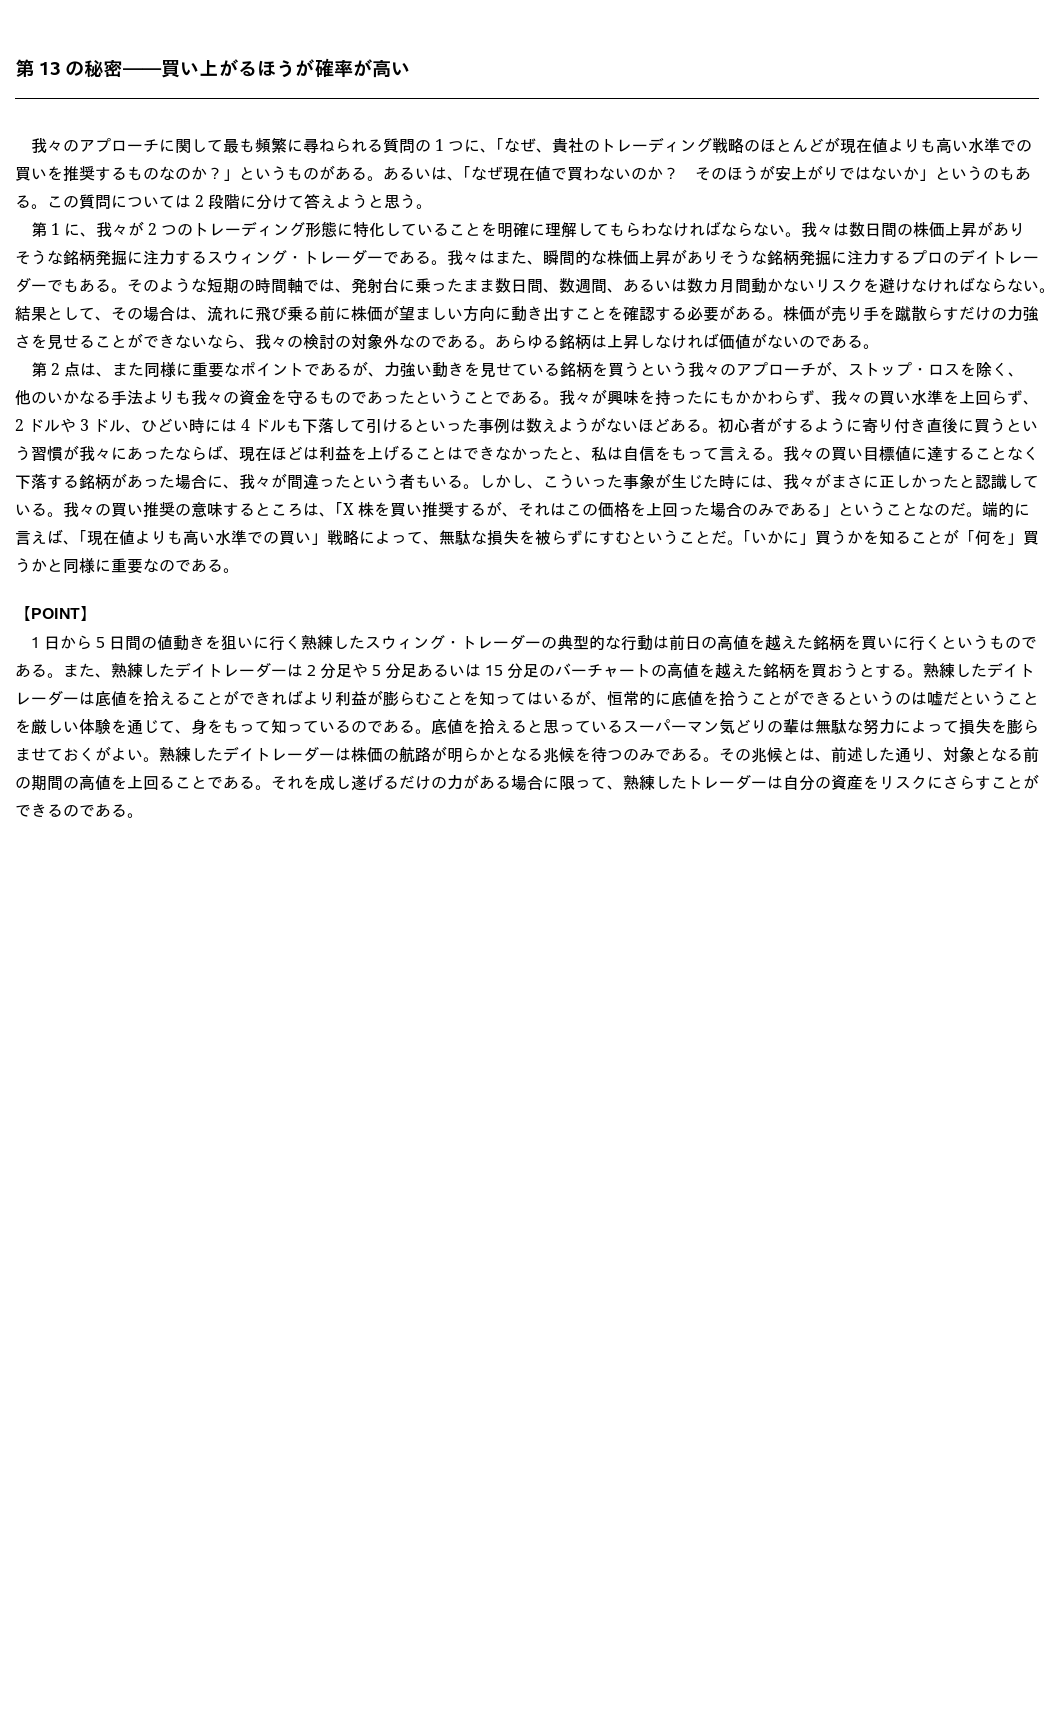 第 13 の秘密――買い上がるほうが確率が高い
　我々のアプローチに関して最も頻繁に尋ねられる質問の 1 つに、「なぜ、貴社のトレーディング戦略のほとんどが現在値よりも高い水準での
買いを推奨するものなのか？」というものがある。あるいは、「なぜ現在値で買わないのか？　そのほうが安上がりではないか」というのもあ
る。この質問については 2 段階に分けて答えようと思う。
　第 1 に、我々が 2 つのトレーディング形態に特化していることを明確に理解してもらわなければならない。我々は数日間の株価上昇があり
そうな銘柄発掘に注力するスウィング・トレーダーである。我々はまた、瞬間的な株価上昇がありそうな銘柄発掘に注力するプロのデイトレー
ダーでもある。そのような短期の時間軸では、発射台に乗ったまま数日間、数週間、あるいは数カ月間動かないリスクを避けなければならない。
結果として、その場合は、流れに飛び乗る前に株価が望ましい方向に動き出すことを確認する必要がある。株価が売り手を蹴散らすだけの力強
さを見せることができないなら、我々の検討の対象外なのである。あらゆる銘柄は上昇しなければ価値がないのである。
　第 2 点は、また同様に重要なポイントであるが、力強い動きを見せている銘柄を買うという我々のアプローチが、ストップ・ロスを除く、
他のいかなる手法よりも我々の資金を守るものであったということである。我々が興味を持ったにもかかわらず、我々の買い水準を上回らず、
2 ドルや 3 ドル、ひどい時には 4 ドルも下落して引けるといった事例は数えようがないほどある。初心者がするように寄り付き直後に買うとい
う習慣が我々にあったならば、現在ほどは利益を上げることはできなかったと、私は自信をもって言える。我々の買い目標値に達することなく
下落する銘柄があった場合に、我々が間違ったという者もいる。しかし、こういった事象が生じた時には、我々がまさに正しかったと認識して
いる。我々の買い推奨の意味するところは、「X 株を買い推奨するが、それはこの価格を上回った場合のみである」ということなのだ。端的に
言えば、「現在値よりも高い水準での買い」戦略によって、無駄な損失を被らずにすむということだ。「いかに」買うかを知ることが「何を」買
うかと同様に重要なのである。
【POINT】
　1 日から 5 日間の値動きを狙いに行く熟練したスウィング・トレーダーの典型的な行動は前日の高値を越えた銘柄を買いに行くというもので
ある。また、熟練したデイトレーダーは 2 分足や 5 分足あるいは 15 分足のバーチャートの高値を越えた銘柄を買おうとする。熟練したデイト
レーダーは底値を拾えることができればより利益が膨らむことを知ってはいるが、恒常的に底値を拾うことができるというのは嘘だということ
を厳しい体験を通じて、身をもって知っているのである。底値を拾えると思っているスーパーマン気どりの輩は無駄な努力によって損失を膨ら
ませておくがよい。熟練したデイトレーダーは株価の航路が明らかとなる兆候を待つのみである。その兆候とは、前述した通り、対象となる前
の期間の高値を上回ることである。それを成し遂げるだけの力がある場合に限って、熟練したトレーダーは自分の資産をリスクにさらすことが
できるのである。